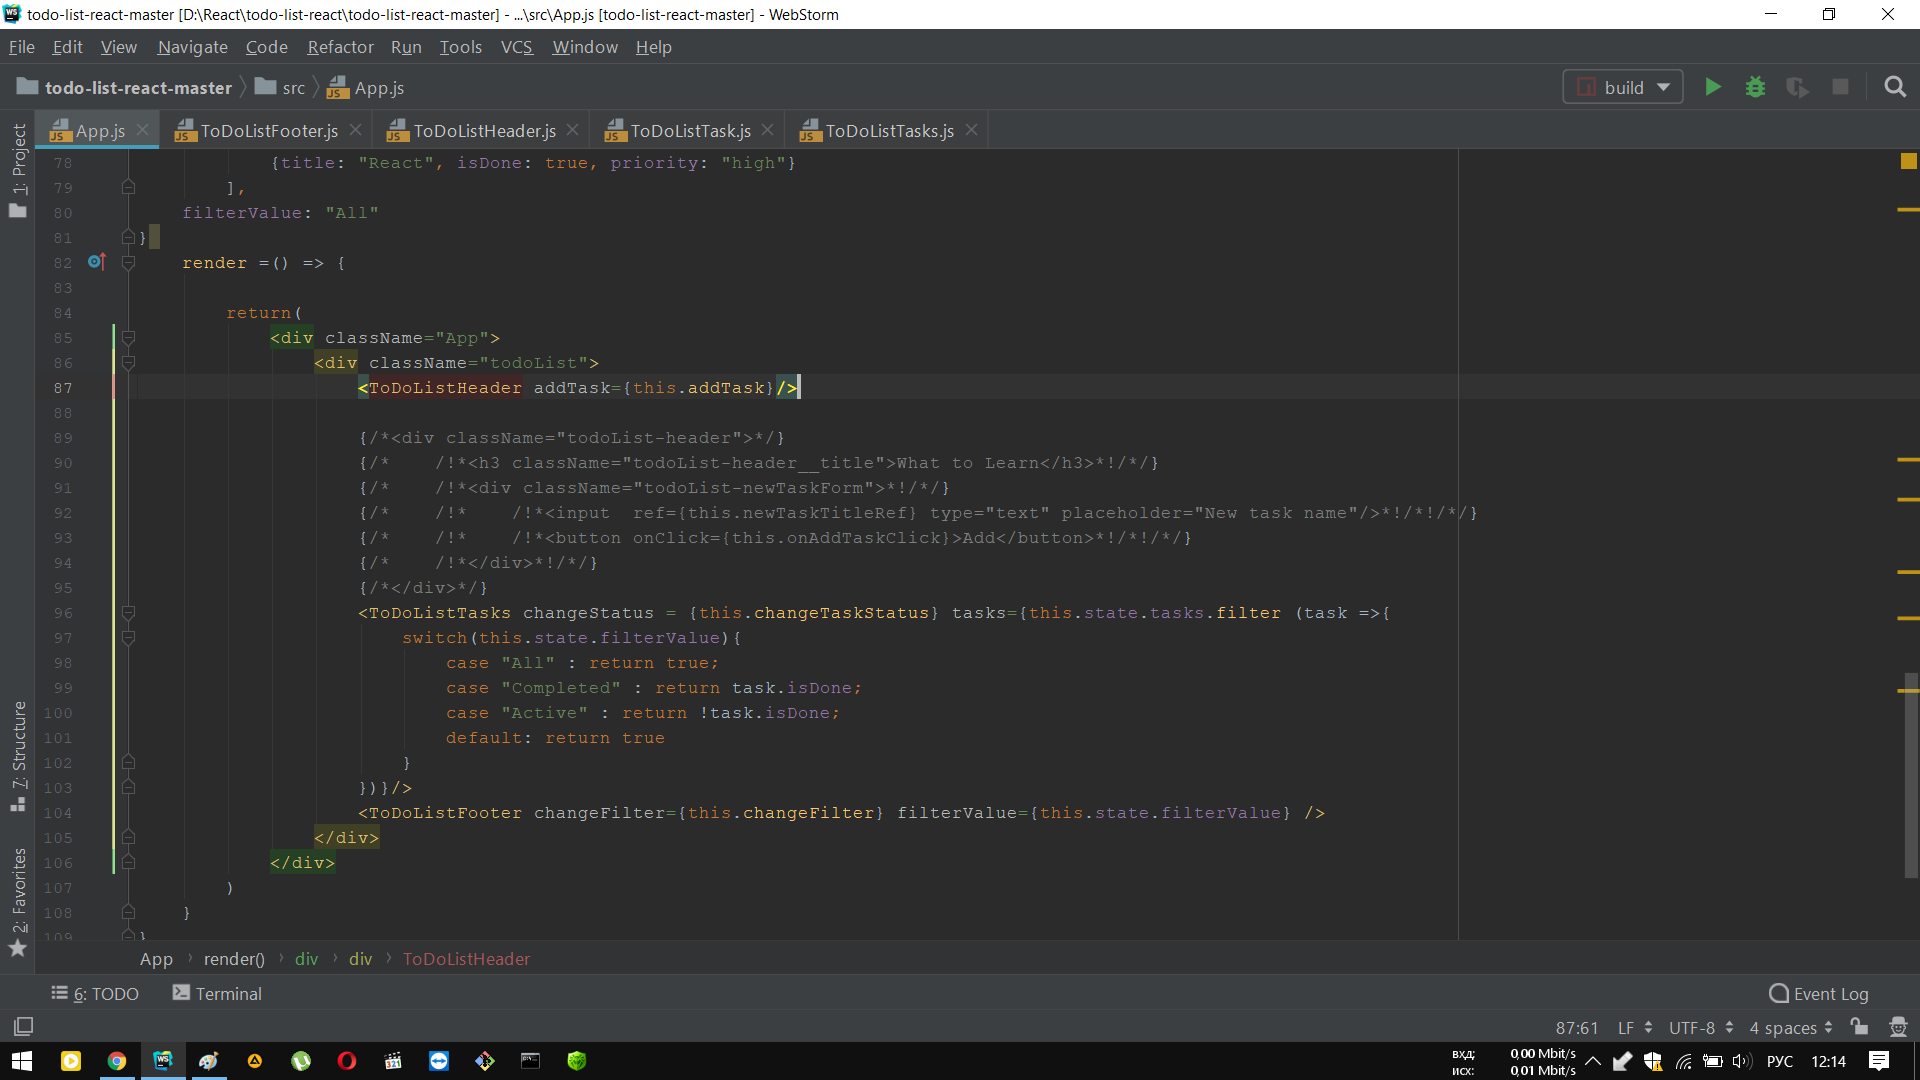 todo-list-react-master [D:\React\todo-list-react\todo-list-react-master] - ...\src\App.js [todo-list-react-master] - WebStorm
File Edit View Navigate Code Refactor Run Tools VCS Window Help
todo-list-react-master src App.js build
App.js ToDoListFooter.js ToDoListHeader.js ToDoListTask.js ToDoListTasks.js
1: Project
7: Structure
2: Favorites
78 {title: "React", isDone: true, priority: "high"}
79 ],
80 filterValue: "All"
81 }
82 render =() => {
83
84 return(
85 <div className="App">
86 <div className="todoList">
87 <ToDoListHeader addTask={this.addTask}/>
88
89 {/*<div className="todoList-header">*/}
90 {/* /!*<h3 className="todoList-header__title">What to Learn</h3>*!/*/}
91 {/* /!*<div className="todoList-newTaskForm">*!/*/}
92 {/* /!* /!*<input ref={this.newTaskTitleRef} type="text" placeholder="New task name"/>*!/*!/*/}
93 {/* /!* /!*<button onClick={this.onAddTaskClick}>Add</button>*!/*!/*/}
94 {/* /!*</div>*!/*/}
95 {/*</div>*/}
96 <ToDoListTasks changeStatus = {this.changeTaskStatus} tasks={this.state.tasks.filter (task =>{
97 switch(this.state.filterValue){
98 case "All" : return true;
99 case "Completed" : return task.isDone;
100 case "Active" : return !task.isDone;
101 default: return true
102 }
103 })}/>
104 <ToDoListFooter changeFilter={this.changeFilter} filterValue={this.state.filterValue} />
105 </div>
106 </div>
107 )
108 }
109 }
App render() div div ToDoListHeader
6: TODO Terminal Event Log
87:61 LF UTF-8 4 spaces
вхд: 0,00 Mbit/s
исх: 0,01 Mbit/s
РУС 12:14